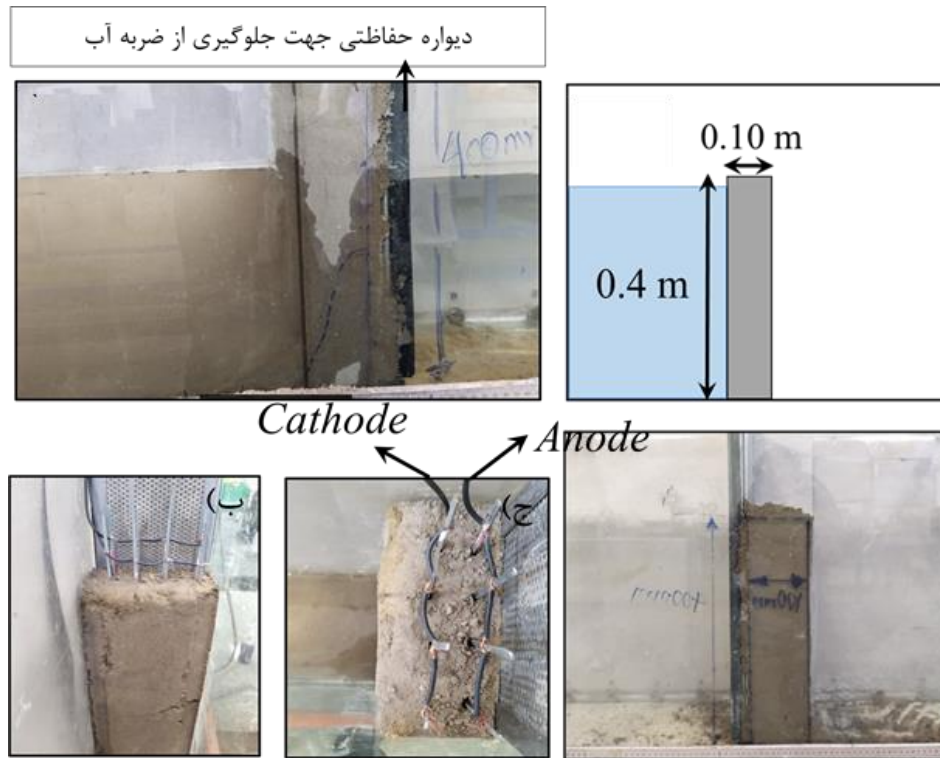 دیواره حفاظتی جهت جلوگیری از ضربه آب
0.10 m
0.4 m
Cathode
Anode
ب)
ج)